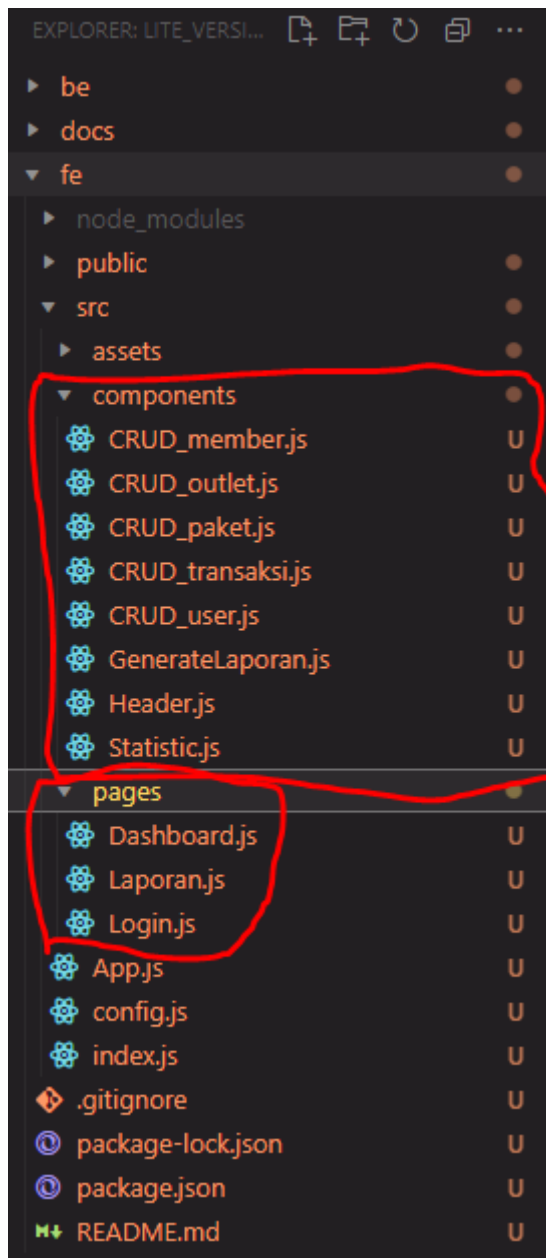 EXPLORER: LITE_VERSI...
be
docs
fe
node_modules
public
src
assets
components
CRUD_member.js U
CRUD_outlet.js U
CRUD_paket.js U
CRUD_transaksi.js U
CRUD_user.js U
GenerateLaporan.js U
Header.js U
Statistic.js U
pages
Dashboard.js U
Laporan.js U
Login.js U
App.js U
config.js U
index.js U
.gitignore U
package-lock.json U
package.json U
README.md U